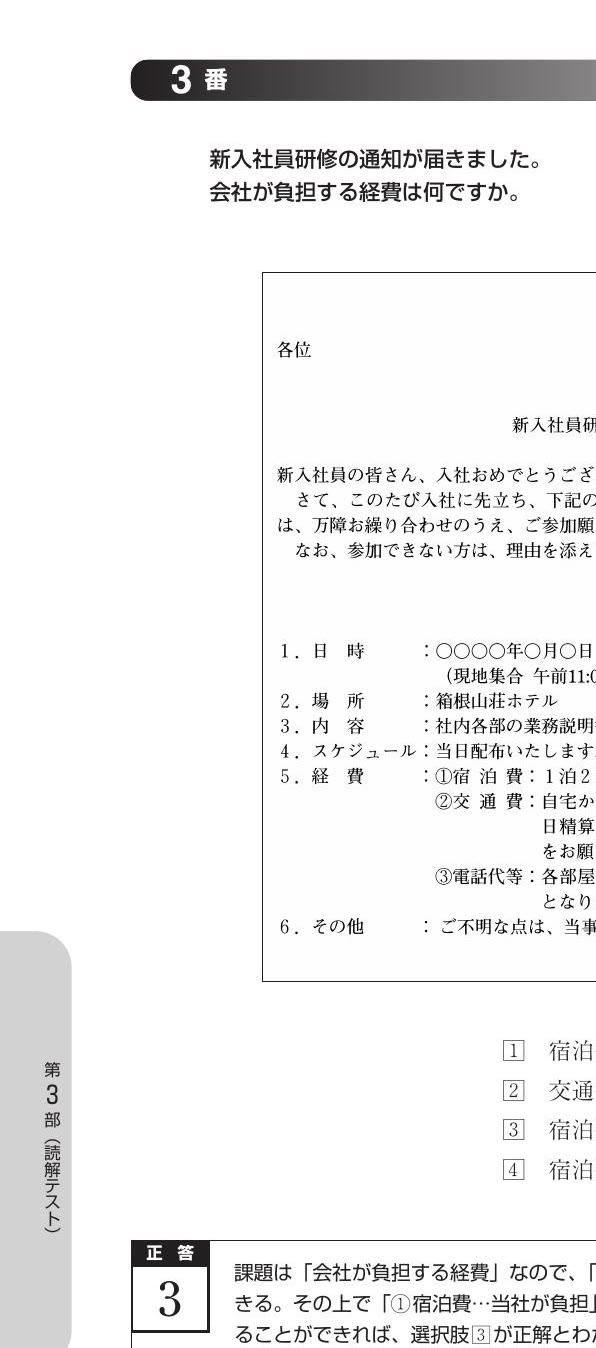 3 番
新入社員研修の通知が届きました。
会社が負担する経費は何ですか。
各位
新入社員研
新入社員の皆さん、入社おめでとうござ
さて、このたび入社に先立ち、下記の
は、万障お繰り合わせのうえ、ご参加願
なお、参加できない方は、理由を添え
1．日　時　：○○○○年○月○日
（現地集合 午前11:0
2．場　所　：箱根山荘ホテル
3．内　容　：社内各部の業務説明
4．スケジュール：当日配布いたします
5．経　費　：①宿 泊 費：１泊２
②交 通 費：自宅か
日精算
をお願
③電話代等：各部屋
となり
6．その他　：ご不明な点は、当事
1　宿泊
2　交通
3　宿泊
4　宿泊
第3部（読解テスト）
正 答
3
課題は「会社が負担する経費」なので、「
きる。その上で「①宿泊費…当社が負担」
ることができれば、選択肢3が正解とわか